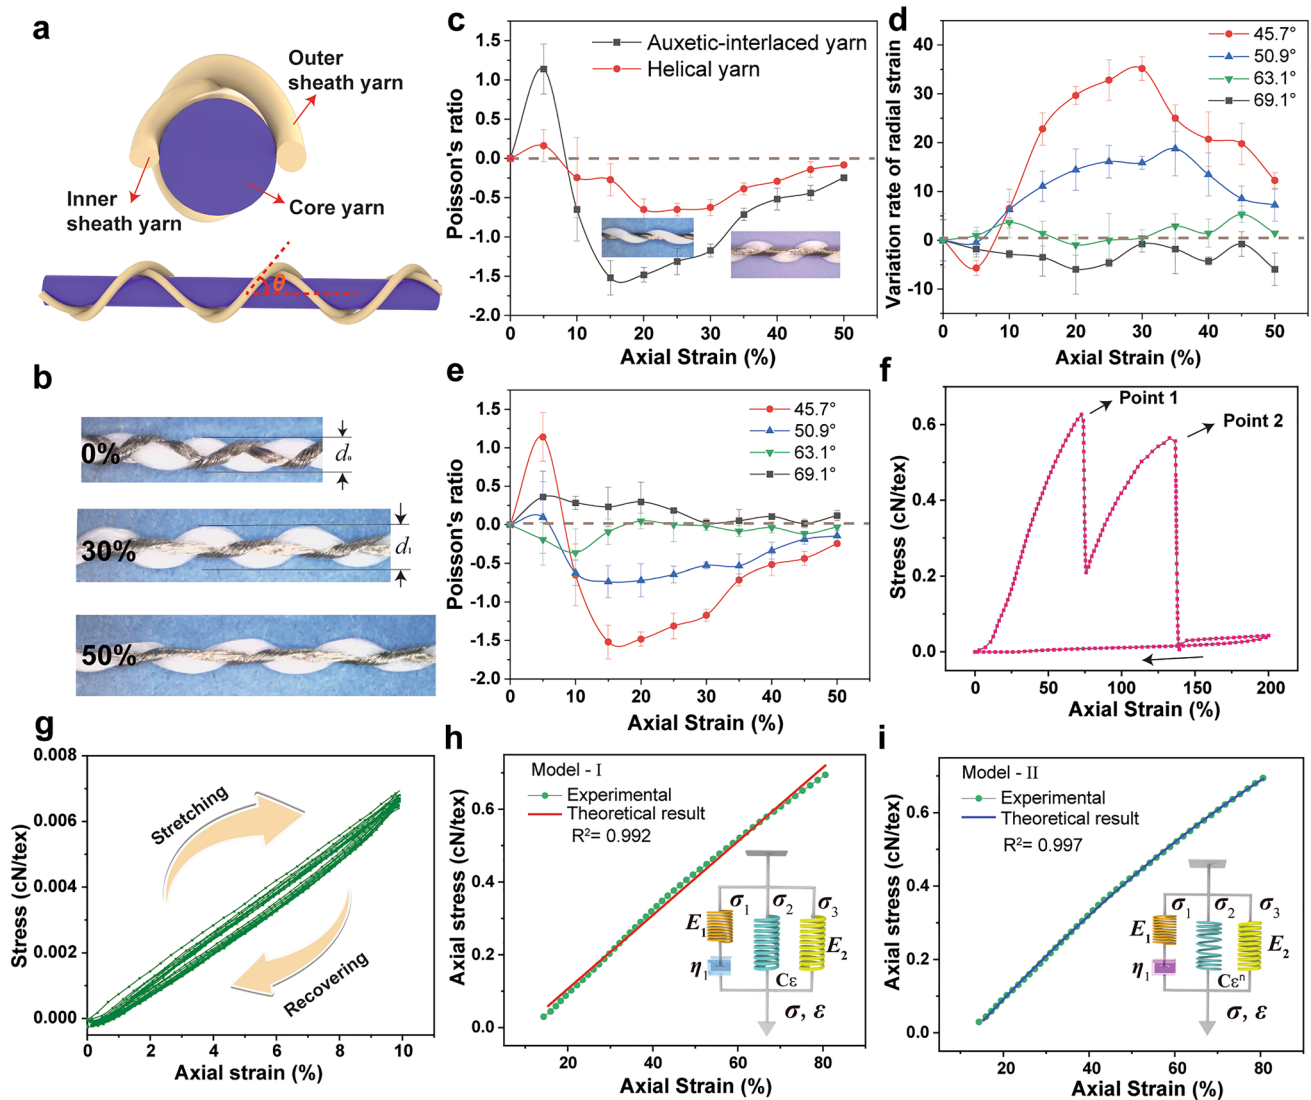 a
Outer
sheath yarn
Inner
sheath yarn
Core yarn
θ
b
0%
d₀
30%
d₁
50%
c
Auxetic-interlaced yarn
Helical yarn
Poisson's ratio
1.5
1.0
0.5
0.0
-0.5
-1.0
-1.5
-2.0
0 10 20 30 40 50
Axial Strain (%)
d
45.7°
50.9°
63.1°
69.1°
Variation rate of radial strain
40
30
20
10
0
-10
0 10 20 30 40 50
Axial Strain (%)
e
45.7°
50.9°
63.1°
69.1°
Poisson's ratio
1.5
1.0
0.5
0.0
-0.5
-1.0
-1.5
-2.0
0 10 20 30 40 50
Axial Strain (%)
f
Point 1
Point 2
Stress (cN/tex)
0.6
0.4
0.2
0.0
0 50 100 150 200
Axial Strain (%)
g
Stretching
Recovering
Stress (cN/tex)
0.008
0.006
0.004
0.002
0.000
0 2 4 6 8 10
Axial strain (%)
h
Model - I
Experimental
Theoretical result
R²= 0.992
Axial stress (cN/tex)
0.6
0.4
0.2
0.0
σ₁ σ₂ σ₃
E₁ E₂
η₁ Cε
σ, ε
20 40 60 80
Axial Strain (%)
i
Model - II
Experimental
Theoretical result
R²= 0.997
Axial stress (cN/tex)
0.6
0.4
0.2
0.0
σ₁ σ₂ σ₃
E₁ E₂
η₁ Cεⁿ
σ, ε
20 40 60 80
Axial Strain (%)